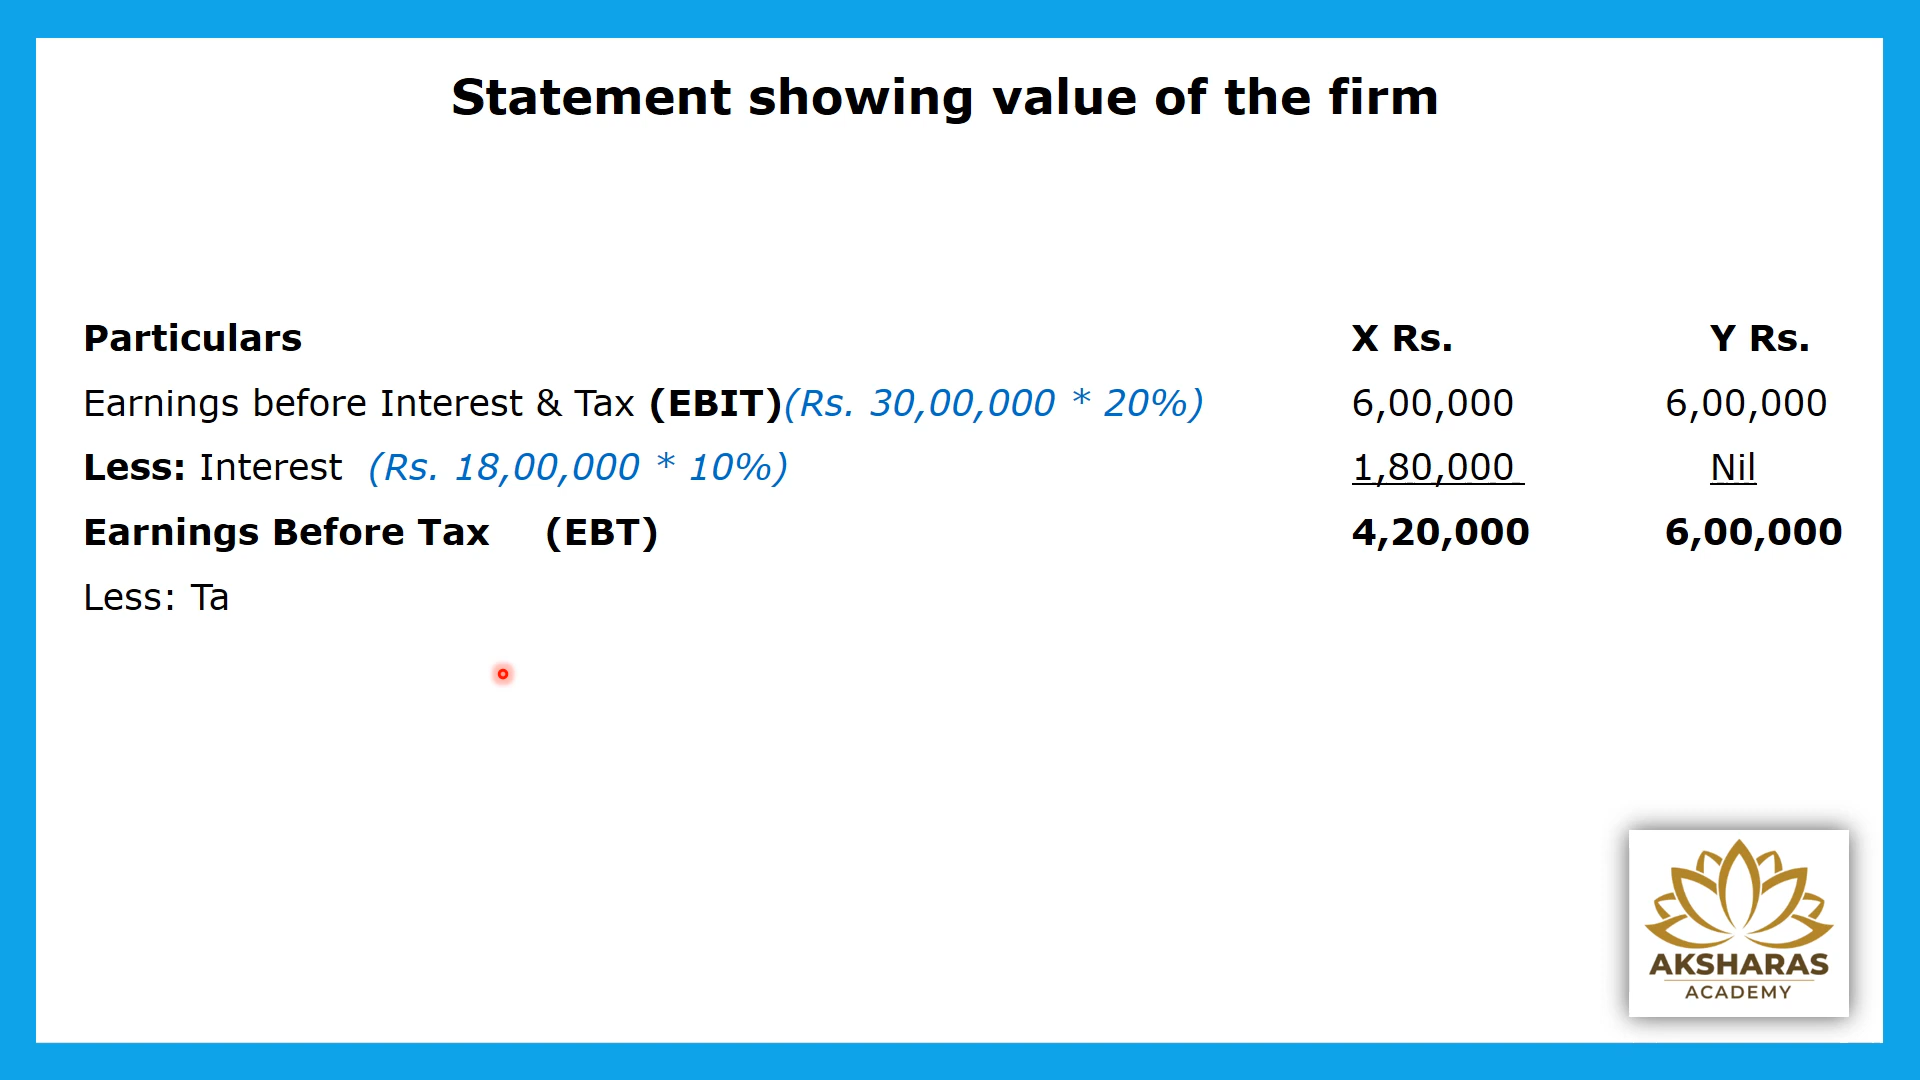 Statement showing value of the firm
Particulars X Rs. Y Rs.
Earnings before Interest & Tax (EBIT)(Rs. 30,00,000 * 20%) 6,00,000 6,00,000
Less: Interest (Rs. 18,00,000 * 10%) 1,80,000 Nil
Earnings Before Tax (EBT) 4,20,000 6,00,000
Less: Ta
AKSHARAS
ACADEMY